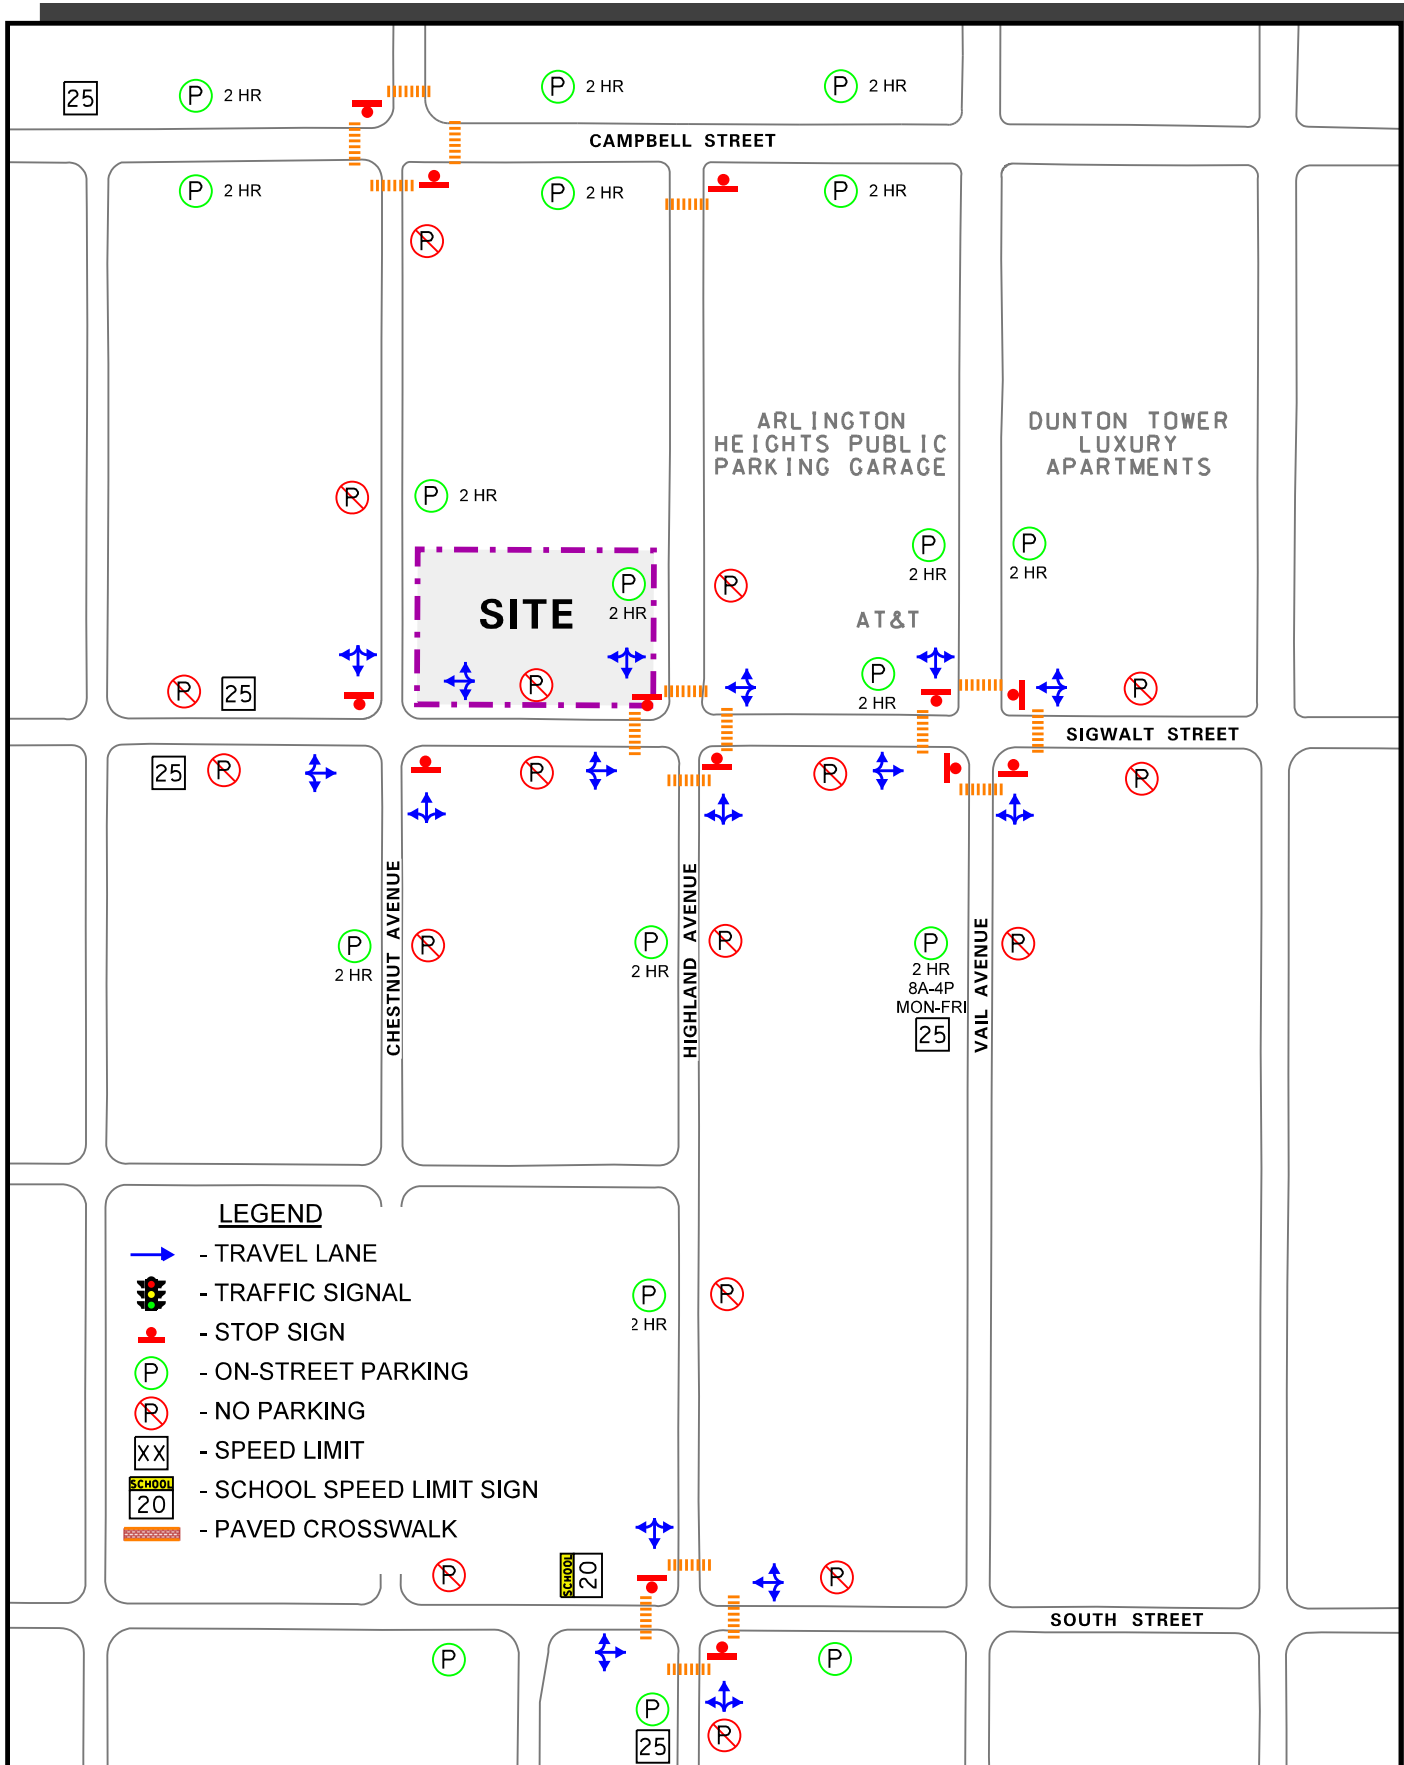 25
P 2 HR
P 2 HR
P 2 HR
CAMPBELL STREET
P 2 HR
P 2 HR
P 2 HR
P
ARLINGTON
HEIGHTS PUBLIC
PARKING GARAGE
DUNTON TOWER
LUXURY
APARTMENTS
P
P 2 HR
P
2 HR
P
2 HR
SITE
P
2 HR
P
AT&T
P
25
P
P
2 HR
P
SIGWALT STREET
25
P
P
P
P
CHESTNUT AVENUE
HIGHLAND AVENUE
VAIL AVENUE
P
2 HR
P
P
2 HR
P
P
2 HR
8A-4P
MON-FRI
25
P
LEGEND
- TRAVEL LANE
- TRAFFIC SIGNAL
- STOP SIGN
P - ON-STREET PARKING
P - NO PARKING
XX - SPEED LIMIT
SCHOOL
20 - SCHOOL SPEED LIMIT SIGN
- PAVED CROSSWALK
P
2 HR
P
P
SCHOOL
20
P
SOUTH STREET
P
P
P
25
P